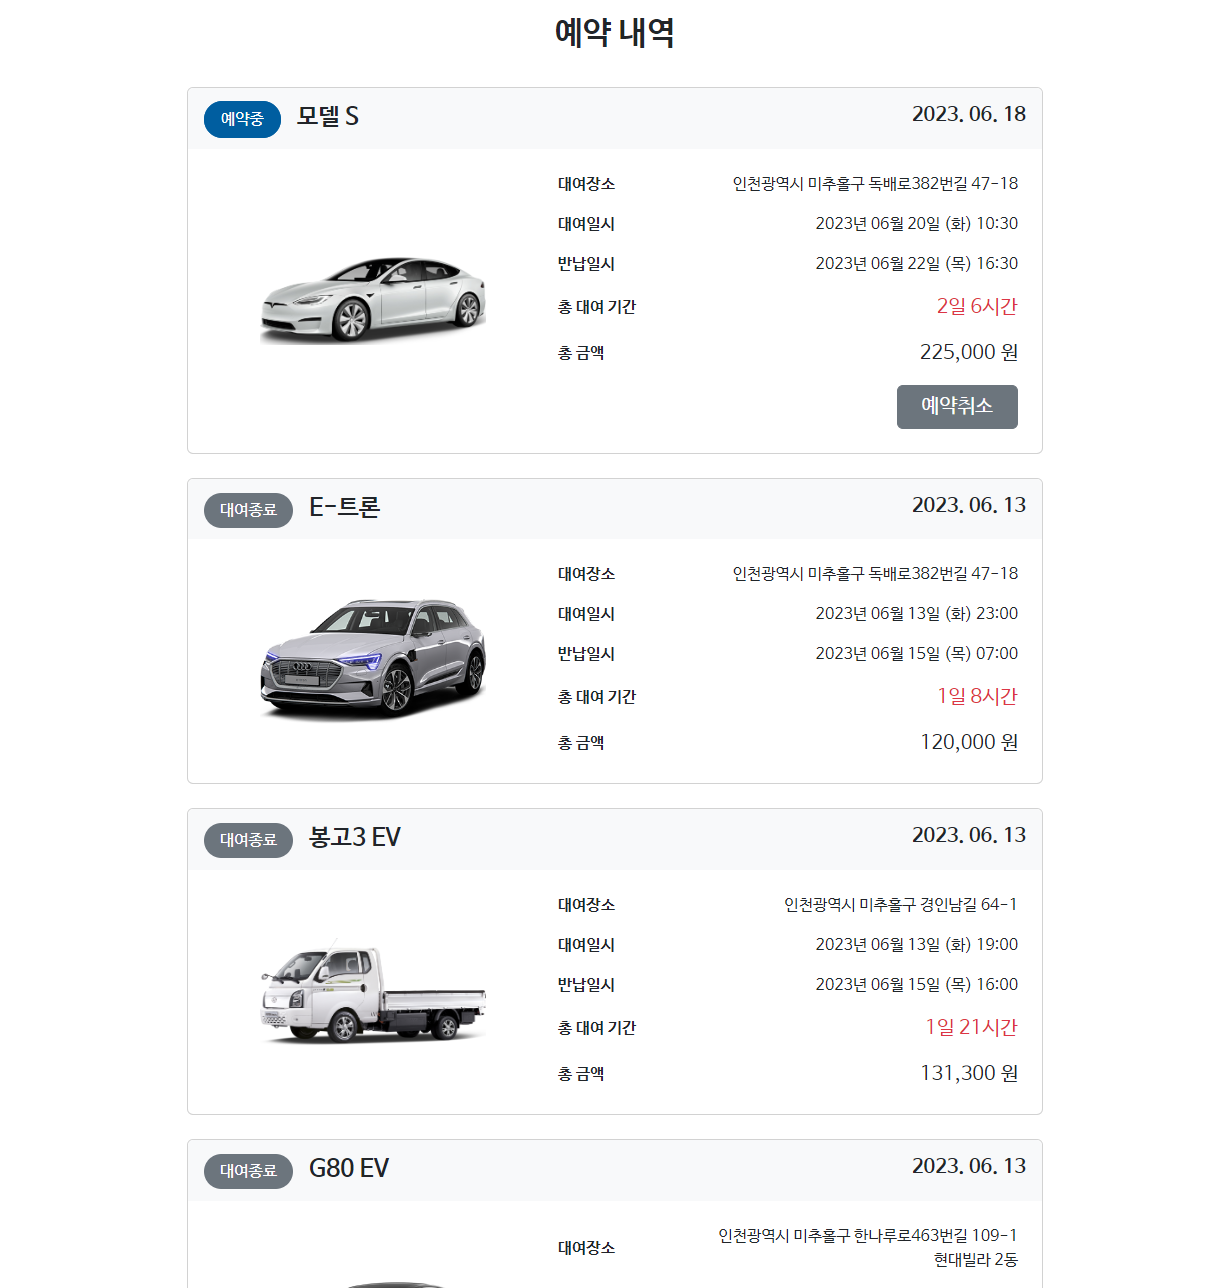 예약 내역
예약중 모델 S 2023. 06. 18
대여장소 인천광역시 미추홀구 독배로382번길 47-18
대여일시 2023년 06월 20일 (화) 10:30
반납일시 2023년 06월 22일 (목) 16:30
총 대여 기간 2일 6시간
총 금액 225,000 원
예약취소
대여종료 E-트론 2023. 06. 13
대여장소 인천광역시 미추홀구 독배로382번길 47-18
대여일시 2023년 06월 13일 (화) 23:00
반납일시 2023년 06월 15일 (목) 07:00
총 대여 기간 1일 8시간
총 금액 120,000 원
대여종료 봉고3 EV 2023. 06. 13
대여장소 인천광역시 미추홀구 경인남길 64-1
대여일시 2023년 06월 13일 (화) 19:00
반납일시 2023년 06월 15일 (목) 16:00
총 대여 기간 1일 21시간
총 금액 131,300 원
대여종료 G80 EV 2023. 06. 13
대여장소 인천광역시 미추홀구 한나루로463번길 109-1
현대빌라 2동